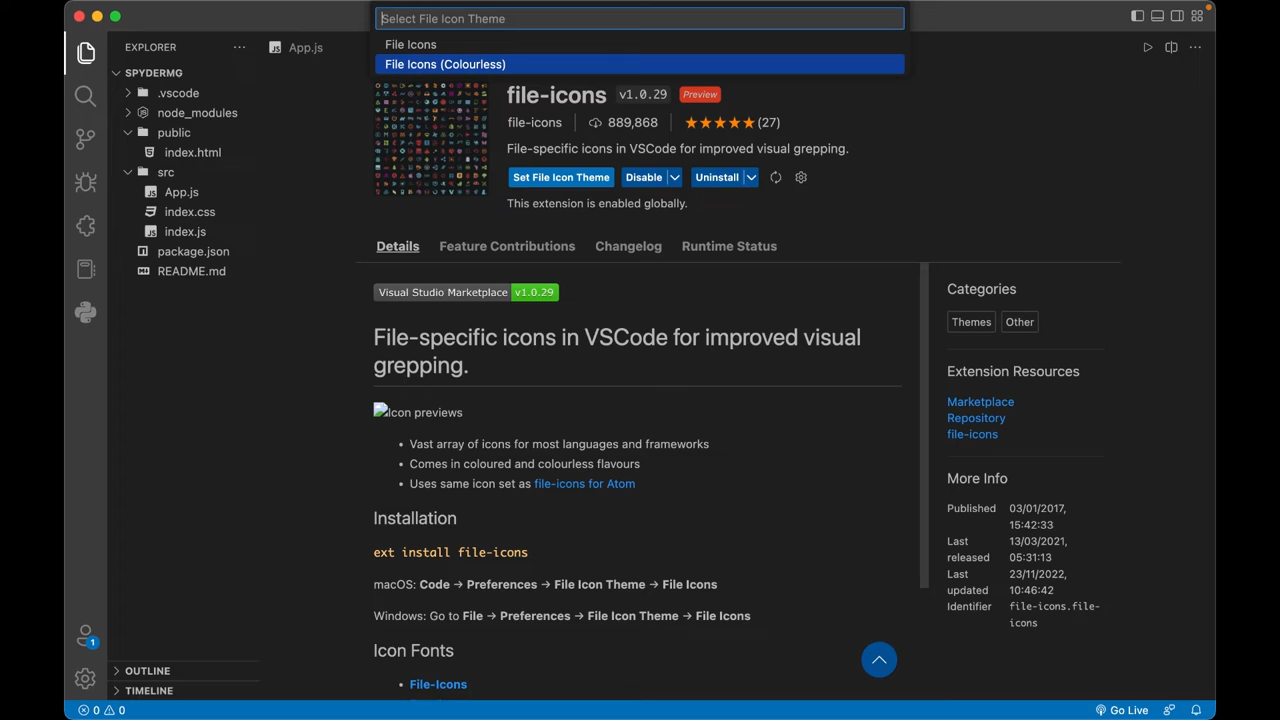 Select File Icon Theme
File Icons
File Icons (Colourless)
EXPLORER
App.js
SPYDERMG
.vscode
node_modules
public
index.html
src
App.js
index.css
index.js
package.json
README.md
OUTLINE
TIMELINE
file-icons v1.0.29 Preview
file-icons 889,868 (27)
File-specific icons in VSCode for improved visual grepping.
Set File Icon Theme Disable Uninstall
This extension is enabled globally.
Details Feature Contributions Changelog Runtime Status
Visual Studio Marketplace v1.0.29
File-specific icons in VSCode for improved visual
grepping.
Icon previews
• Vast array of icons for most languages and frameworks
• Comes in coloured and colourless flavours
• Uses same icon set as file-icons for Atom
Installation
ext install file-icons
macOS: Code → Preferences → File Icon Theme → File Icons
Windows: Go to File → Preferences → File Icon Theme → File Icons
Icon Fonts
• File-Icons
Categories
Themes Other
Extension Resources
Marketplace
Repository
file-icons
More Info
Published 03/01/2017,
15:42:33
Last 13/03/2021,
released 05:31:13
Last 23/11/2022,
updated 10:46:42
Identifier file-icons.file-
icons
1
0 0 Go Live